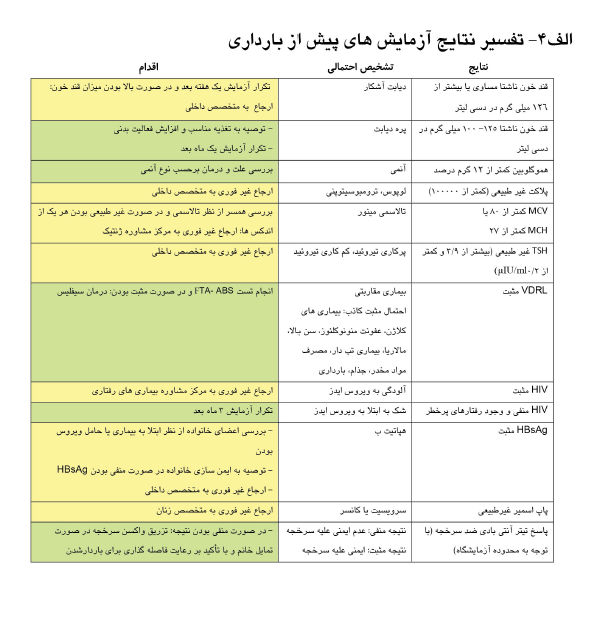 الف۴- تفسیر نتایج آزمایش های پیش از بارداری
نتایج
تشخیص احتمالی
اقدام
قند خون ناشتا مساوی یا بیشتر از
۱۲۶ میلی گرم در دسی لیتر
دیابت آشکار
تکرار آزمایش یک هفته بعد و در صورت بالا بودن میزان قند خون:
ارجاع به متخصص داخلی
قند خون ناشتا ۱۲۵- ۱۰۰ میلی گرم در
دسی لیتر
پره دیابت
- توصیه به تغذیه مناسب و افزایش فعالیت بدنی
- تکرار آزمایش یک ماه بعد
هموگلوبین کمتر از ۱۲ گرم درصد
آنمی
بررسی علت و درمان برحسب نوع آنمی
پلاکت غیر طبیعی (کمتر از ۱۰۰۰۰۰)
لوپوس، ترومبوسیتوپنی
ارجاع غیر فوری به متخصص داخلی
MCV کمتر از ۸۰ یا
MCH کمتر از ۲۷
تالاسمی مینور
بررسی همسر از نظر تالاسمی و در صورت غیر طبیعی بودن هر یک از
اندکس ها: ارجاع غیر فوری به مرکز مشاوره ژنتیک
TSH غیر طبیعی (بیشتر از ۳/۹ و کمتر
از ۰/۲ µIU/ml)
پرکاری تیروئید، کم کاری تیروئید
ارجاع غیر فوری به متخصص داخلی
VDRL مثبت
بیماری مقاربتی
احتمال مثبت کاذب: بیماری های
کلاژن، عفونت منونوکلئوز، سن بالا،
مالاریا، بیماری تب دار، مصرف
مواد مخدر، جذام، بارداری
انجام تست FTA- ABS و در صورت مثبت بودن: درمان سیفلیس
HIV مثبت
آلودگی به ویروس ایدز
ارجاع غیر فوری به مرکز مشاوره بیماری های رفتاری
HIV منفی و وجود رفتارهای پرخطر
شک به ابتلا به ویروس ایدز
تکرار آزمایش ۳ ماه بعد
HBsAg مثبت
هپاتیت ب
- بررسی اعضای خانواده از نظر ابتلا به بیماری یا حامل ویروس
بودن
- توصیه به ایمن سازی خانواده در صورت منفی بودن HBsAg
- ارجاع غیر فوری به متخصص داخلی
پاپ اسمیر غیرطبیعی
سرویسیت یا کانسر
ارجاع غیر فوری به متخصص زنان
پاسخ تیتر آنتی بادی ضد سرخجه (با
توجه به محدوده آزمایشگاه)
نتیجه منفی: عدم ایمنی علیه سرخجه
نتیجه مثبت: ایمنی علیه سرخجه
- در صورت منفی بودن نتیجه: تزریق واکسن سرخجه در صورت
تمایل خانم و با تأکید بر رعایت فاصله گذاری برای باردارشدن